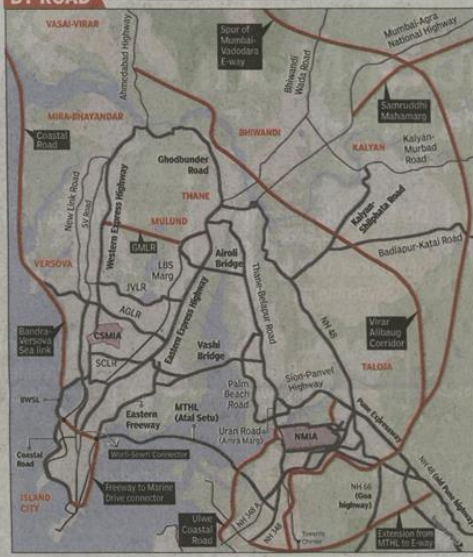 BY ROAD
VASAI-VIRAR
Ahmedabad Highway
Spur of
Mumbai-
Vadodara
E-way
Mumbai-Agra
National Highway
Bhiwandi
Wada Road
Samruddhi
Mahamarg
MIRA-BHAYANDAR
Coastal
Road
BHIWANDI
KALYAN
Kalyan-
Murbad
Road
Ghodbunder
Road
New Link Road
SV Road
Western Express Highway
THANE
MULUND
Kalyan-
Shilphata Road
GMLR
Airoli
Bridge
Badlapur-Katai Road
VERSOVA
LBS
Marg
JVLR
AGLR
Eastern Express Highway
Thane-Belapur Road
NH 48
Bandra-
Versova
Sea link
CSMIA
SCLR
Vashi
Bridge
Virar
Alibaug
Corridor
TALOJA
Sion-Panvel
Highway
Palm
Beach
Road
BWSL
Eastern
Freeway
MTHL
(Atal Setu)
Uran Road
(Amra Marg)
NMIA
Pune Expressway
Coastal
Road
Worli-Sewri Connector
NH 48 (old Pune highway)
ISLAND
CITY
Freeway to Marine
Drive connector
NH 66
(Goa
highway)
Ulwe
Coastal
Road
NH 348 A
NH 348
Towards
Chirner
Extension from
MTHL to E-way